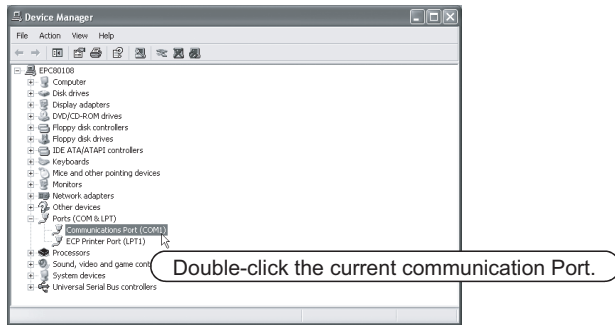 Device Manager
File Action View Help
EPC80108
Computer
Disk drives
Display adapters
DVD/CD-ROM drives
Floppy disk controllers
Floppy disk drives
IDE ATA/ATAPI controllers
Keyboards
Mice and other pointing devices
Monitors
Network adapters
Other devices
Ports (COM & LPT)
Communications Port (COM1)
ECP Printer Port (LPT1)
Processors
Sound, video and game cont
Double-click the current communication Port.
System devices
Universal Serial Bus controllers